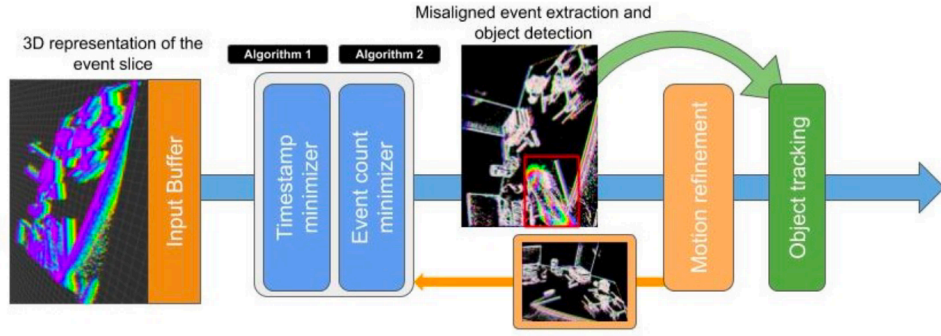 3D representation of the
event slice
Input Buffer
Algorithm 1
Algorithm 2
Timestamp
minimizer
Event count
minimizer
Misaligned event extraction and
object detection
Motion refinement
Object tracking